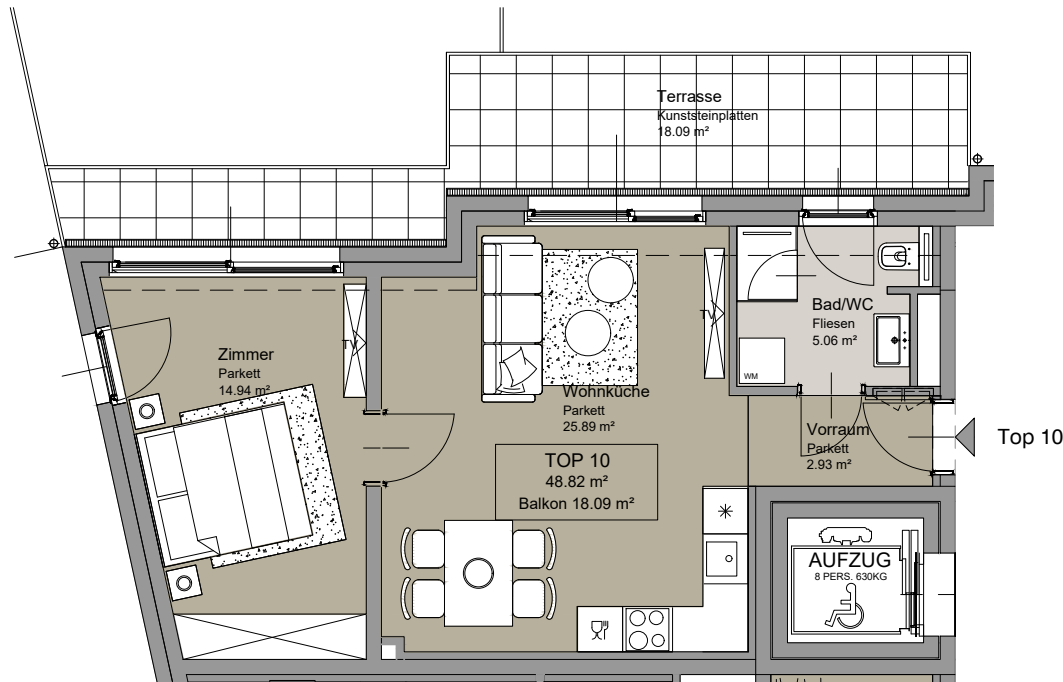 Terrasse
Kunststeinplatten
18.09 m²
Zimmer
Parkett
14.94 m²
TV
Wohnküche
Parkett
25.89 m²
TV
Bad/WC
Fliesen
5.06 m²
WM
Vorraum
Parkett
2.93 m²
Top 10
TOP 10
48.82 m²
Balkon 18.09 m²
AUFZUG
8 PERS. 630KG